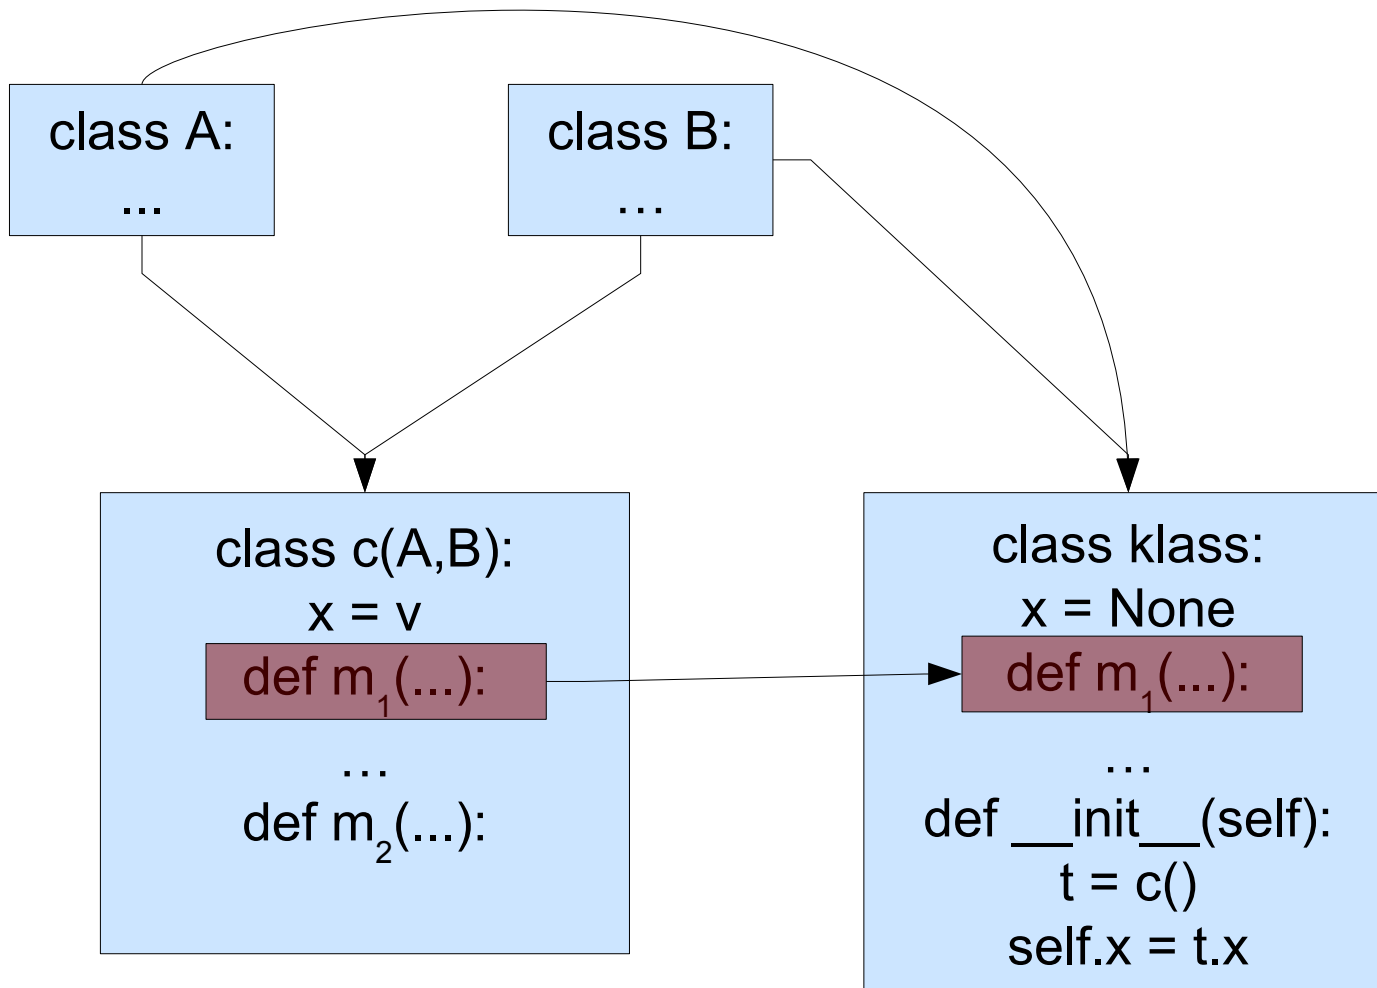 class A:
...
class B:
…
class c(A,B):
x = v
def m1(...):
…
def m2(...):
class klass:
x = None
def m1(...):
…
def __init__(self):
t = c()
self.x = t.x